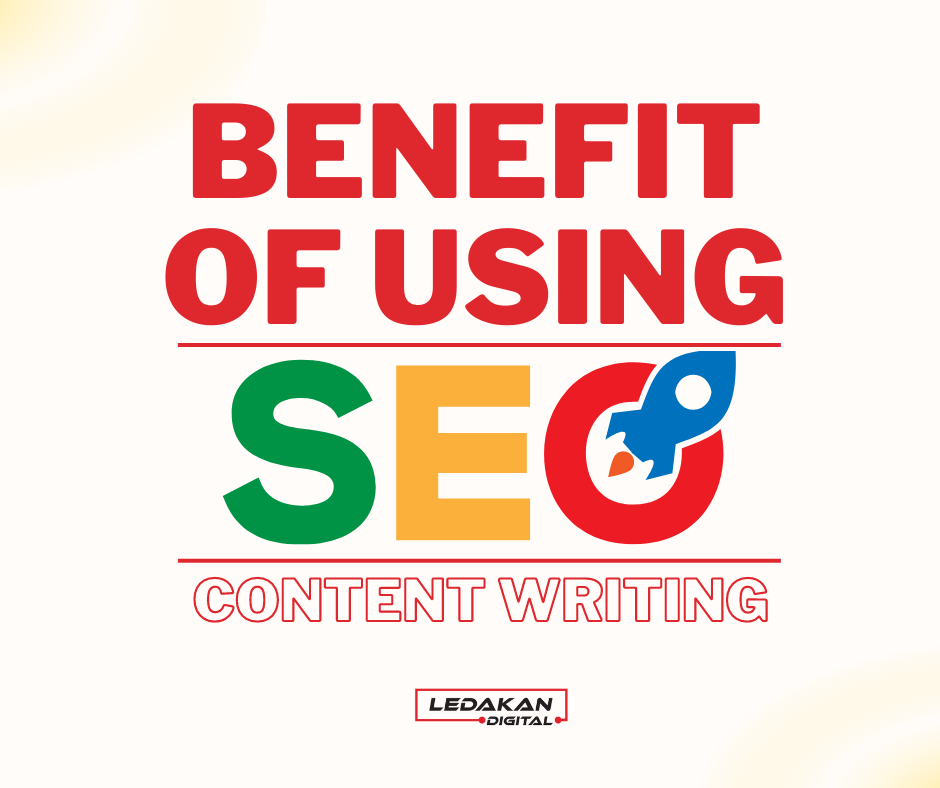 BENEFIT
OF USING
SEO
CONTENT WRITING
LEDAKAN
DIGITAL